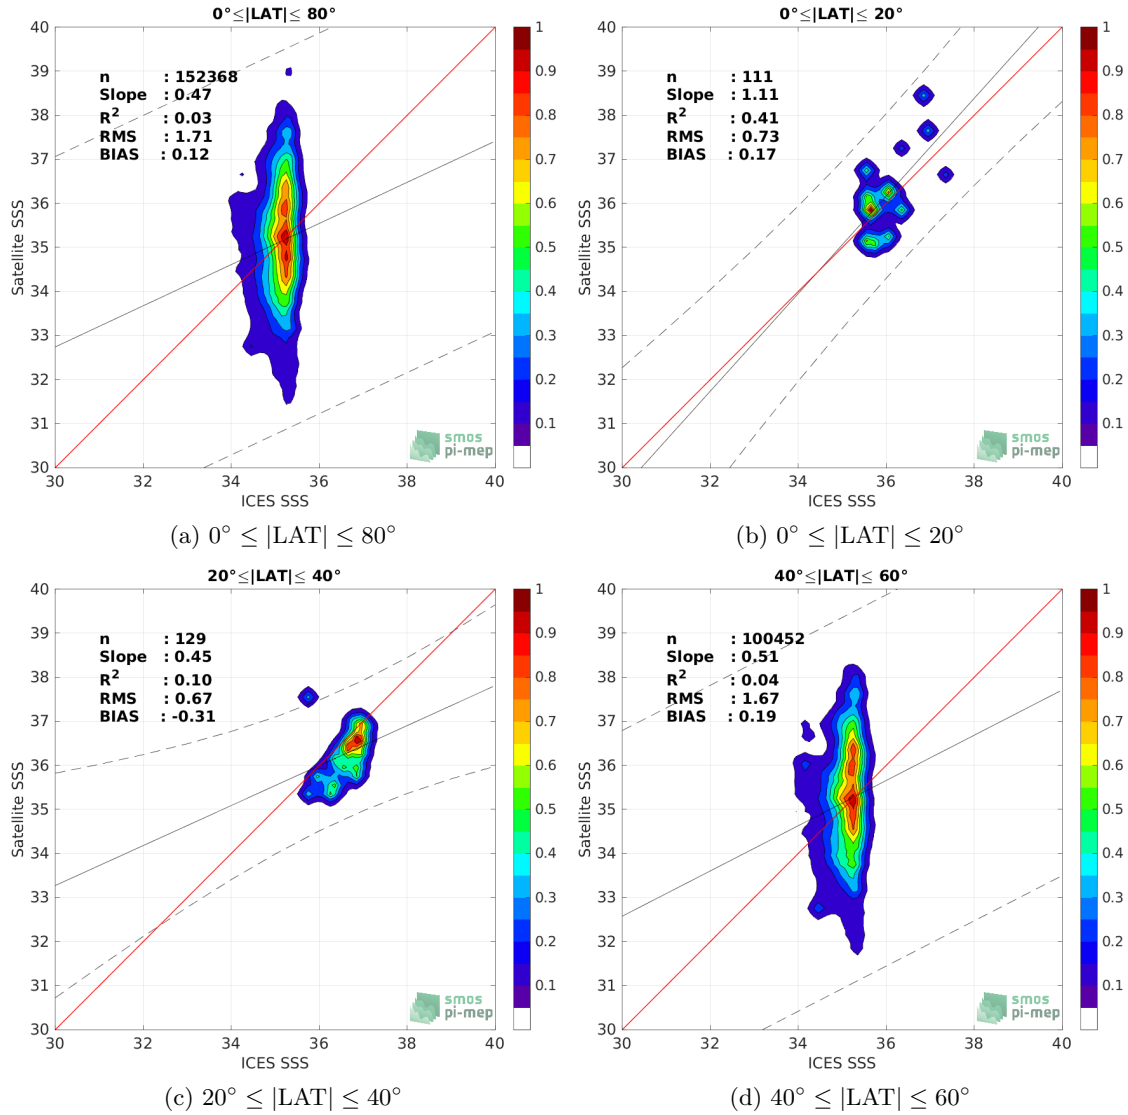 0°≤|LAT|≤ 80°
40
39
38
37
36
35
34
33
32
31
30
Satellite SSS
n : 152368
Slope : 0.47
R² : 0.03
RMS : 1.71
BIAS : 0.12
smos
pi-mep
30 32 34 36 38 40
ICES SSS
1
0.9
0.8
0.7
0.6
0.5
0.4
0.3
0.2
0.1
(a) 0° ≤ |LAT| ≤ 80°
0°≤|LAT|≤ 20°
40
39
38
37
36
35
34
33
32
31
30
Satellite SSS
n : 111
Slope : 1.11
R² : 0.41
RMS : 0.73
BIAS : 0.17
smos
pi-mep
30 32 34 36 38 40
ICES SSS
1
0.9
0.8
0.7
0.6
0.5
0.4
0.3
0.2
0.1
(b) 0° ≤ |LAT| ≤ 20°
20°≤|LAT|≤ 40°
40
39
38
37
36
35
34
33
32
31
30
Satellite SSS
n : 129
Slope : 0.45
R² : 0.10
RMS : 0.67
BIAS : -0.31
smos
pi-mep
30 32 34 36 38 40
ICES SSS
1
0.9
0.8
0.7
0.6
0.5
0.4
0.3
0.2
0.1
(c) 20° ≤ |LAT| ≤ 40°
40°≤|LAT|≤ 60°
40
39
38
37
36
35
34
33
32
31
30
Satellite SSS
n : 100452
Slope : 0.51
R² : 0.04
RMS : 1.67
BIAS : 0.19
smos
pi-mep
30 32 34 36 38 40
ICES SSS
1
0.9
0.8
0.7
0.6
0.5
0.4
0.3
0.2
0.1
(d) 40° ≤ |LAT| ≤ 60°